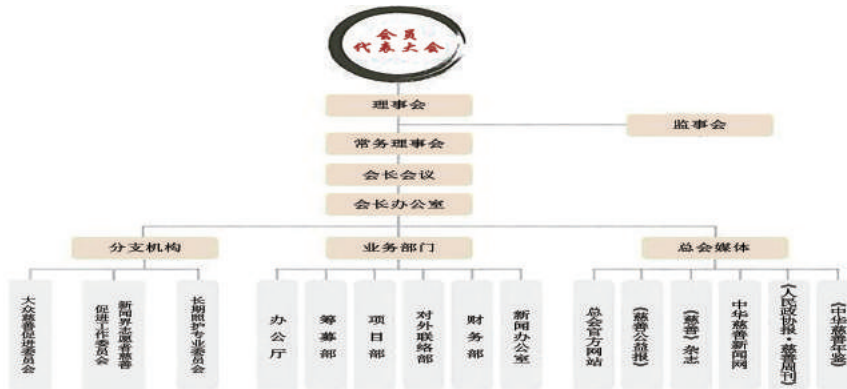 会员
代表大会
理事会
监事会
常务理事会
会长会议
会长办公室
分支机构
业务部门
总会媒体
大众慈善促进委员会
新闻界志愿者慈善
促进工作委员会
长期照护专业委员会
办公厅
筹募部
项目部
对外联络部
财务部
新闻办公室
总会官方网站
《慈善公益报》
《慈善》杂志
中华慈善新闻网
《人民政协报·慈善周刊》
《中华慈善年鉴》